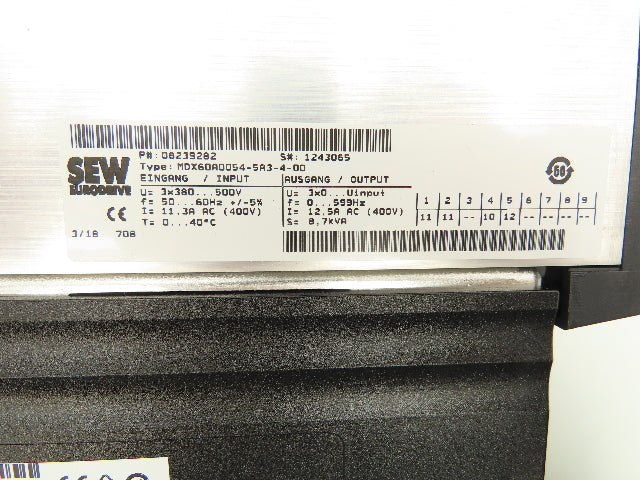 P#: 08239282 S#: 1243065
Type: MDX60A0054-5A3-4-00
SEW
EURODRIVE
EINGANG / INPUT
U= 3x380...500V
f= 50...60Hz +/-5%
I= 11.3A AC (400V)
T= 0...40°C
AUSGANG / OUTPUT
U= 3x0...Uinput
f= 0...599Hz
I= 12.5A AC (400V)
S= 8,7kVA
1 2 3 4 5 6 7 8 9
11 11 -- 10 12 -- -- -- --
CE
3/18 708
60